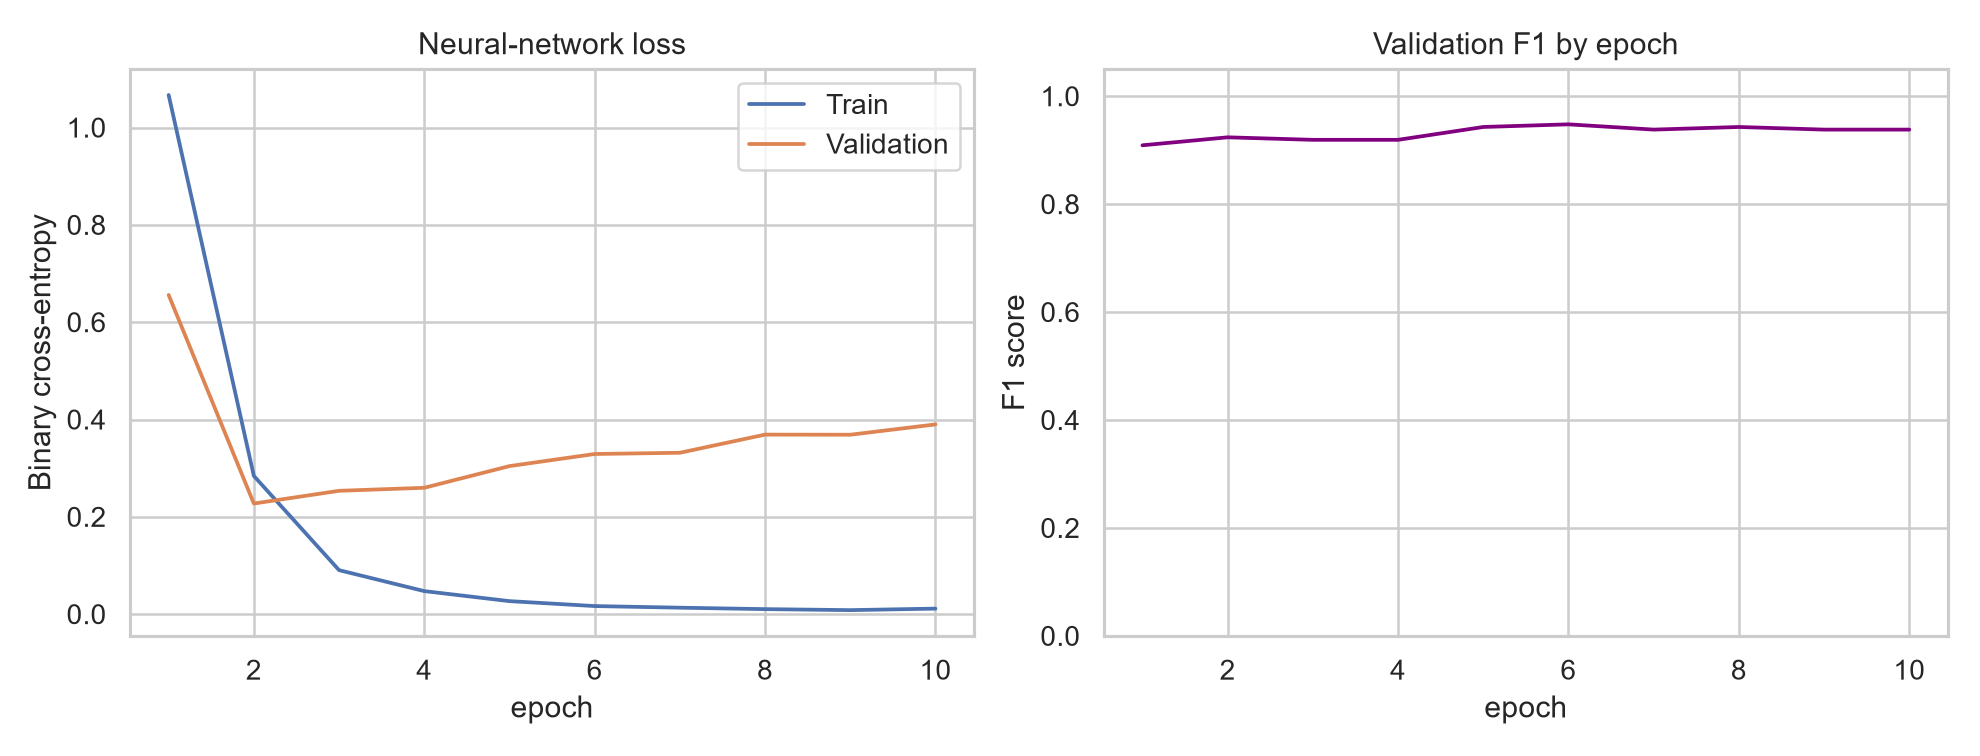 Neural-network loss
Train
Validation
1.0
0.8
0.6
0.4
0.2
0.0
Binary cross-entropy
2 4 6 8 10
epoch
Validation F1 by epoch
1.0
0.8
0.6
0.4
0.2
0.0
F1 score
2 4 6 8 10
epoch